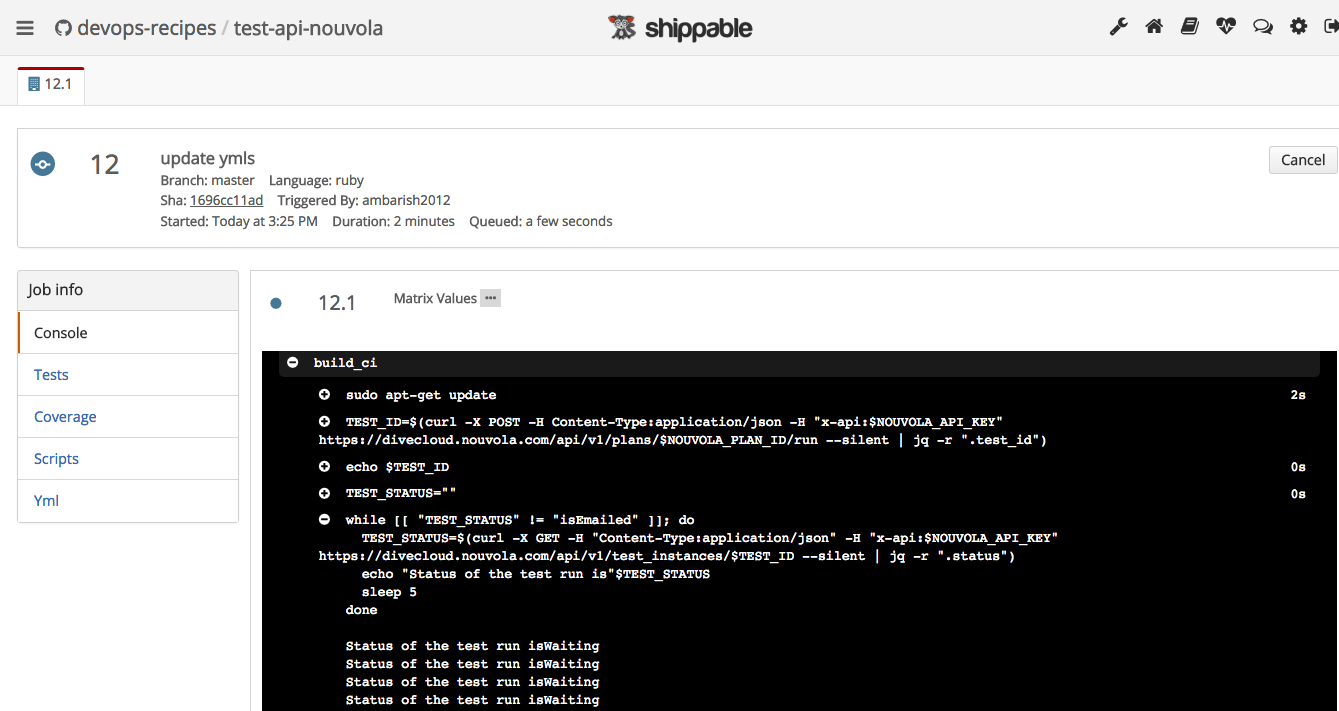 devops-recipes / test-api-nouvola
shippable
12.1
12
update ymls
Cancel
Branch: master Language: ruby
Sha: 1696cc11ad Triggered By: ambarish2012
Started: Today at 3:25 PM Duration: 2 minutes Queued: a few seconds
Job info
Console
Tests
Coverage
Scripts
Yml
12.1 Matrix Values
build_ci
sudo apt-get update 2s
TEST_ID=$(curl -X POST -H Content-Type:application/json -H "x-api:$NOUVOLA_API_KEY"
https://divecloud.nouvola.com/api/v1/plans/$NOUVOLA_PLAN_ID/run --silent | jq -r ".test_id")
echo $TEST_ID 0s
TEST_STATUS="" 0s
while [[ "TEST_STATUS" != "isEmailed" ]]; do
TEST_STATUS=$(curl -X GET -H "Content-Type:application/json" -H "x-api:$NOUVOLA_API_KEY"
https://divecloud.nouvola.com/api/v1/test_instances/$TEST_ID --silent | jq -r ".status")
echo "Status of the test run is"$TEST_STATUS
sleep 5
done
Status of the test run isWaiting
Status of the test run isWaiting
Status of the test run isWaiting
Status of the test run isWaiting